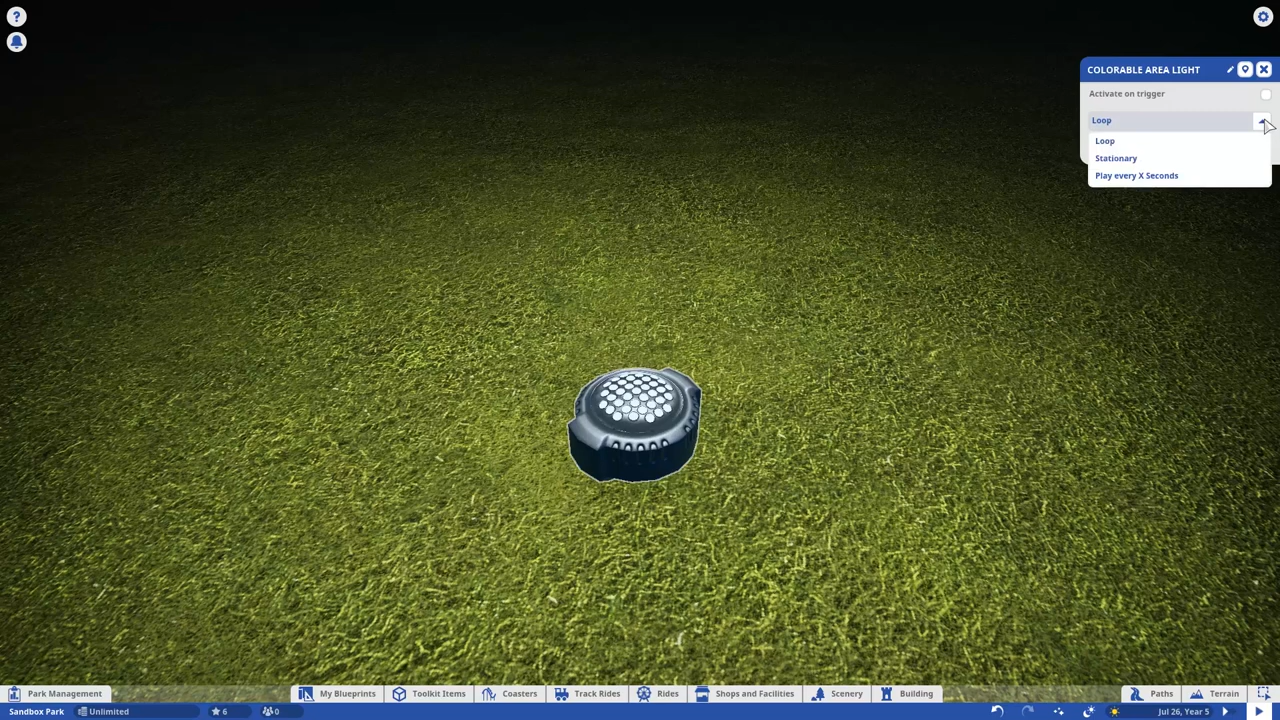 ?
COLORABLE AREA LIGHT
Activate on trigger
Loop
Loop
Stationary
Play every X Seconds
Park Management
My Blueprints
Toolkit Items
Coasters
Track Rides
Rides
Shops and Facilities
Scenery
Building
Paths
Terrain
Sandbox Park
Unlimited
6
0
Jul 26, Year 5